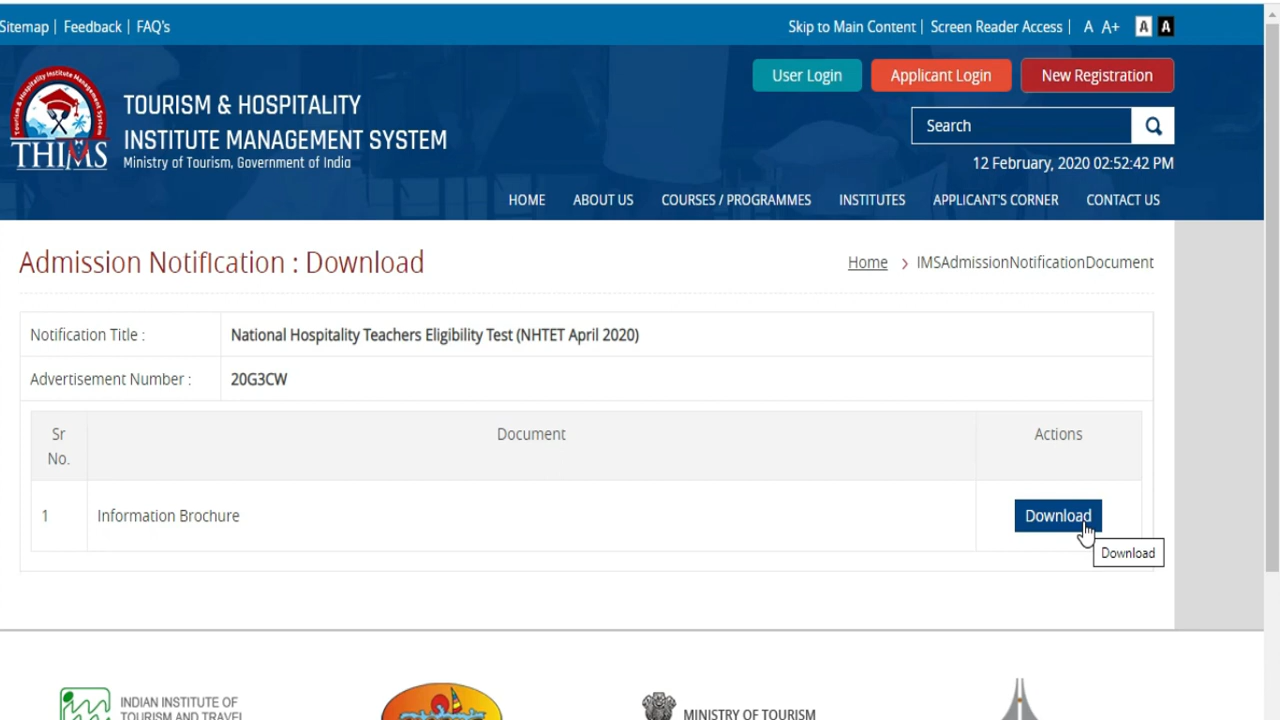 Sitemap | Feedback | FAQ's
Skip to Main Content | Screen Reader Access | A A+ A A
User Login Applicant Login New Registration
THIMS
TOURISM & HOSPITALITY
INSTITUTE MANAGEMENT SYSTEM
Ministry of Tourism, Government of India
Search
12 February, 2020 02:52:42 PM
HOME ABOUT US COURSES / PROGRAMMES INSTITUTES APPLICANT'S CORNER CONTACT US
Admission Notification : Download
Home > IMSAdmissionNotificationDocument
Notification Title : National Hospitality Teachers Eligibility Test (NHTET April 2020)
Advertisement Number : 20G3CW
Sr No. Document Actions
1 Information Brochure Download
Download
INDIAN INSTITUTE OF
TOURISM AND TRAVEL
MINISTRY OF TOURISM